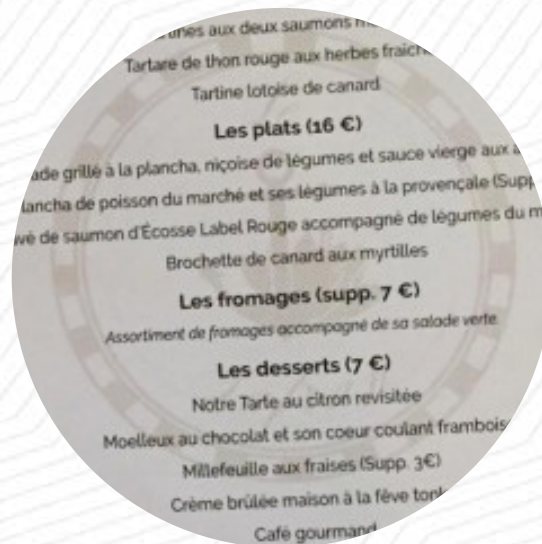 aux deux saumons
Tartare de thon rouge aux herbes
Tartine lotoise de canard
Les plats (16 €)
grillé à la plancha, niçoise de légumes et sauce vierge aux
de poisson du marché et ses légumes à la provençale
de saumon d'Écosse Label Rouge accompagné de légumes du
Brochette de canard aux myrtilles
Les fromages (supp. 7 €)
Assortiment de fromages accompagné de sa salade verte
Les desserts (7 €)
Notre Tarte au citron revisitée
Moelleux au chocolat et son coeur coulant
Millefeuille aux fraises (Supp. 3€)
Crème brûlée maison à la fève
Café gourmand